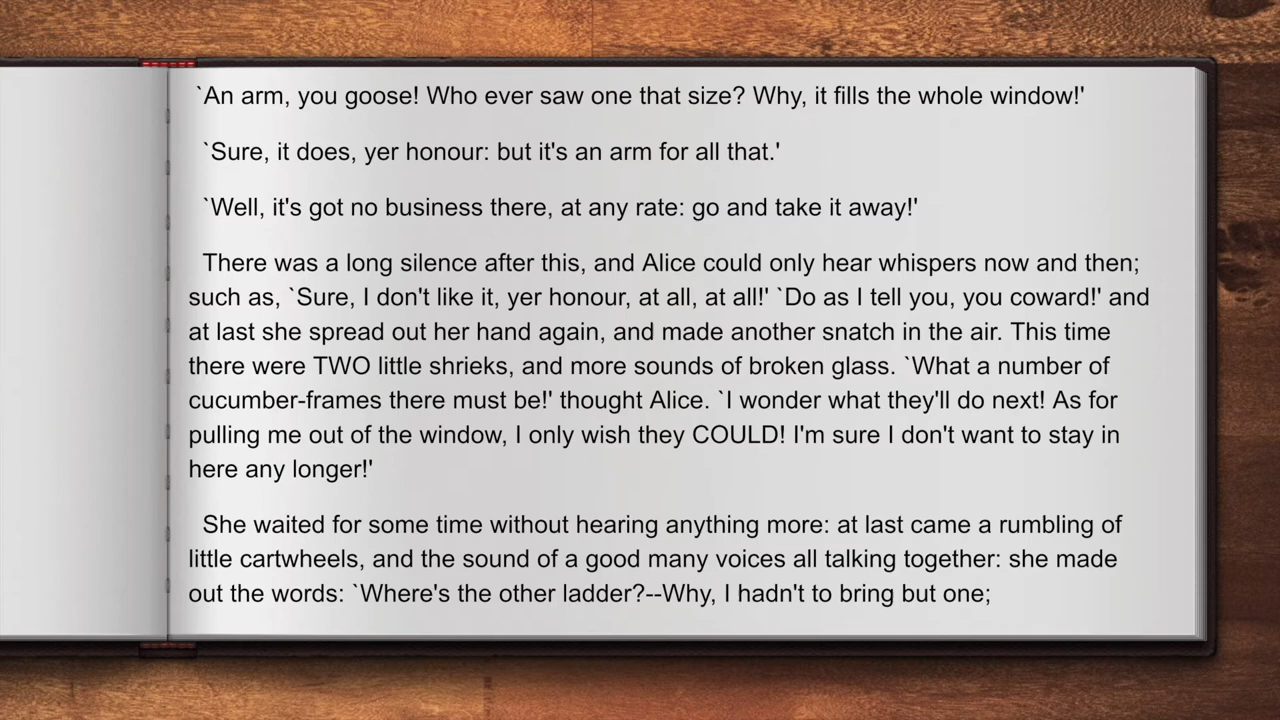 `An arm, you goose! Who ever saw one that size? Why, it fills the whole window!'
`Sure, it does, yer honour: but it's an arm for all that.'
`Well, it's got no business there, at any rate: go and take it away!'
There was a long silence after this, and Alice could only hear whispers now and then;
such as, `Sure, I don't like it, yer honour, at all, at all!' `Do as I tell you, you coward!' and
at last she spread out her hand again, and made another snatch in the air. This time
there were TWO little shrieks, and more sounds of broken glass. `What a number of
cucumber-frames there must be!' thought Alice. `I wonder what they'll do next! As for
pulling me out of the window, I only wish they COULD! I'm sure I don't want to stay in
here any longer!'
She waited for some time without hearing anything more: at last came a rumbling of
little cartwheels, and the sound of a good many voices all talking together: she made
out the words: `Where's the other ladder?--Why, I hadn't to bring but one;